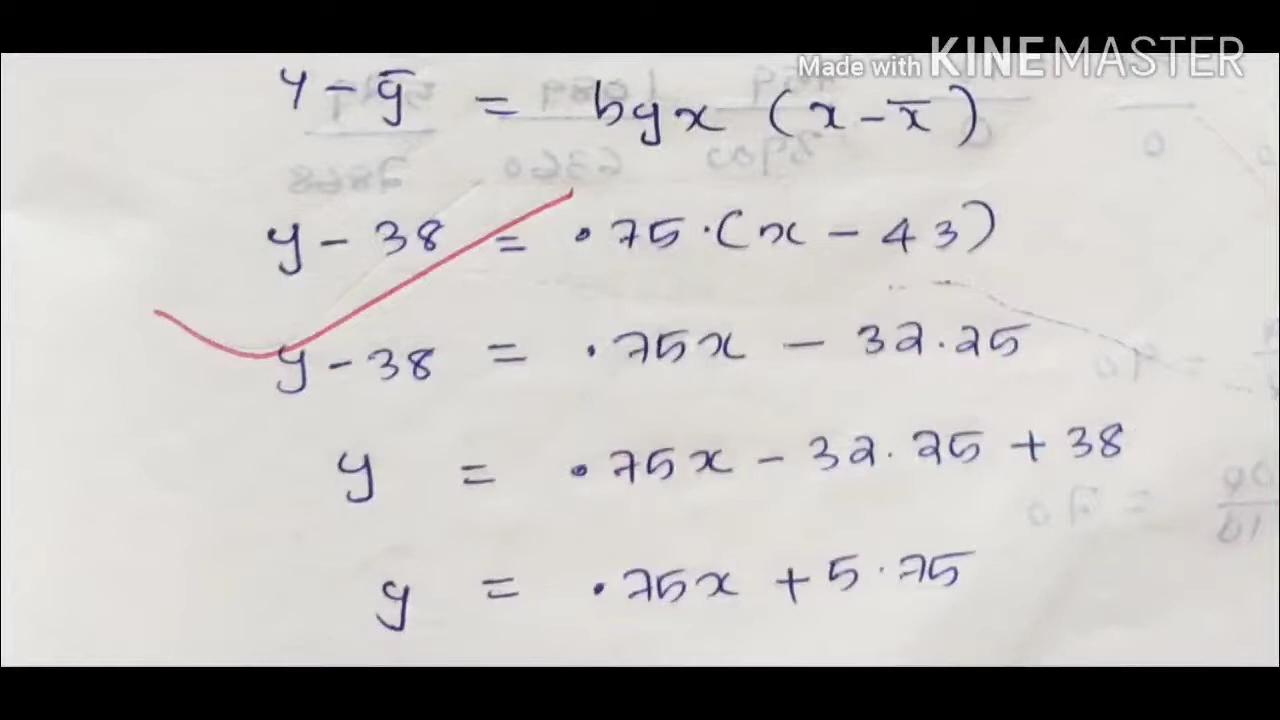 Made with KINEMASTER
y - ȳ = byx (x - x̄)
y - 38 = .75.(x - 43)
y - 38 = .75x - 32.25
y = .75x - 32.25 + 38
y = .75x + 5.75